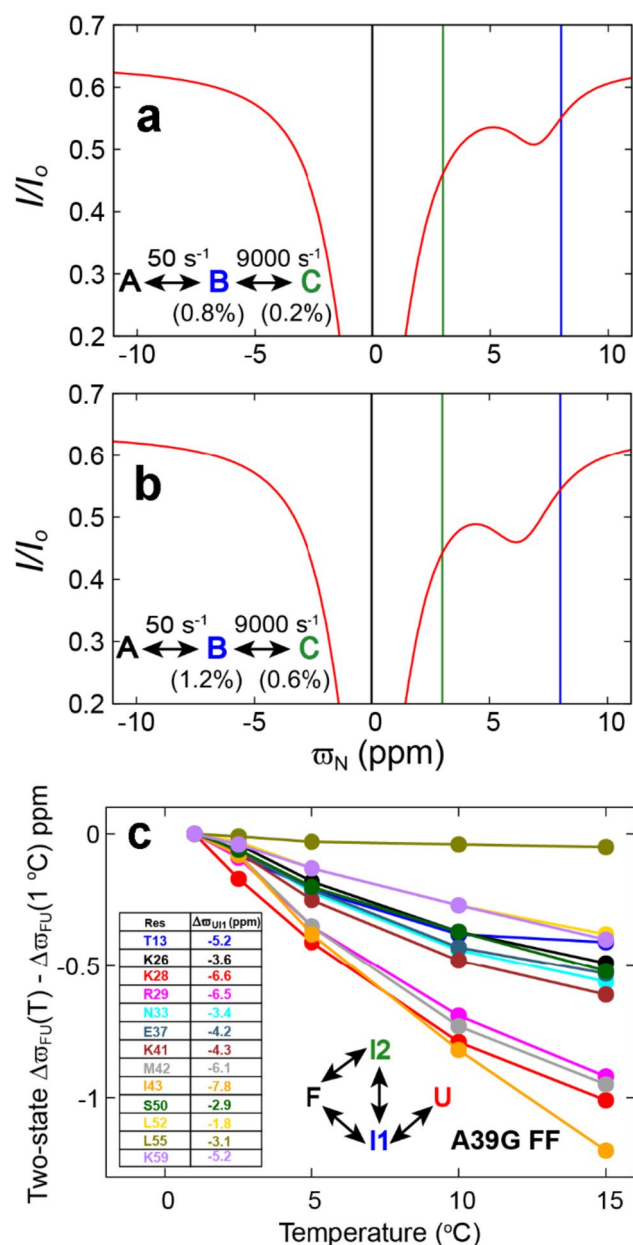 0.7
0.6
a
0.5
I/Io
0.4
50 s⁻¹ 9000 s⁻¹
A B C
0.3
(0.8%) (0.2%)
0.2
-10 -5 0 5 10
0.7
0.6
b
0.5
I/Io
0.4
50 s⁻¹ 9000 s⁻¹
A B C
0.3
(1.2%) (0.6%)
0.2
-10 -5 0 5 10
ϖN (ppm)
c
Two-state ΔϖFU(T) - ΔϖFU(1 °C) ppm
0
-0.5
-1
Res ΔϖUI1 (ppm)
T13 -5.2
K26 -3.6
K28 -6.6
R29 -6.5
N33 -3.4
E37 -4.2
K41 -4.3
M42 -6.1
I43 -7.8
S50 -2.9
L52 -1.8
L55 -3.1
K59 -5.2
I2
F U
I1
A39G FF
0 5 10 15
Temperature (°C)